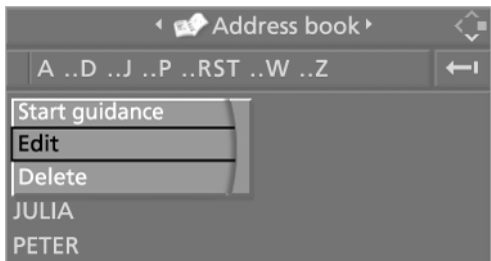 Address book
A ..D ..J ..P ..RST ..W ..Z
Start guidance
Edit
Delete
JULIA
PETER